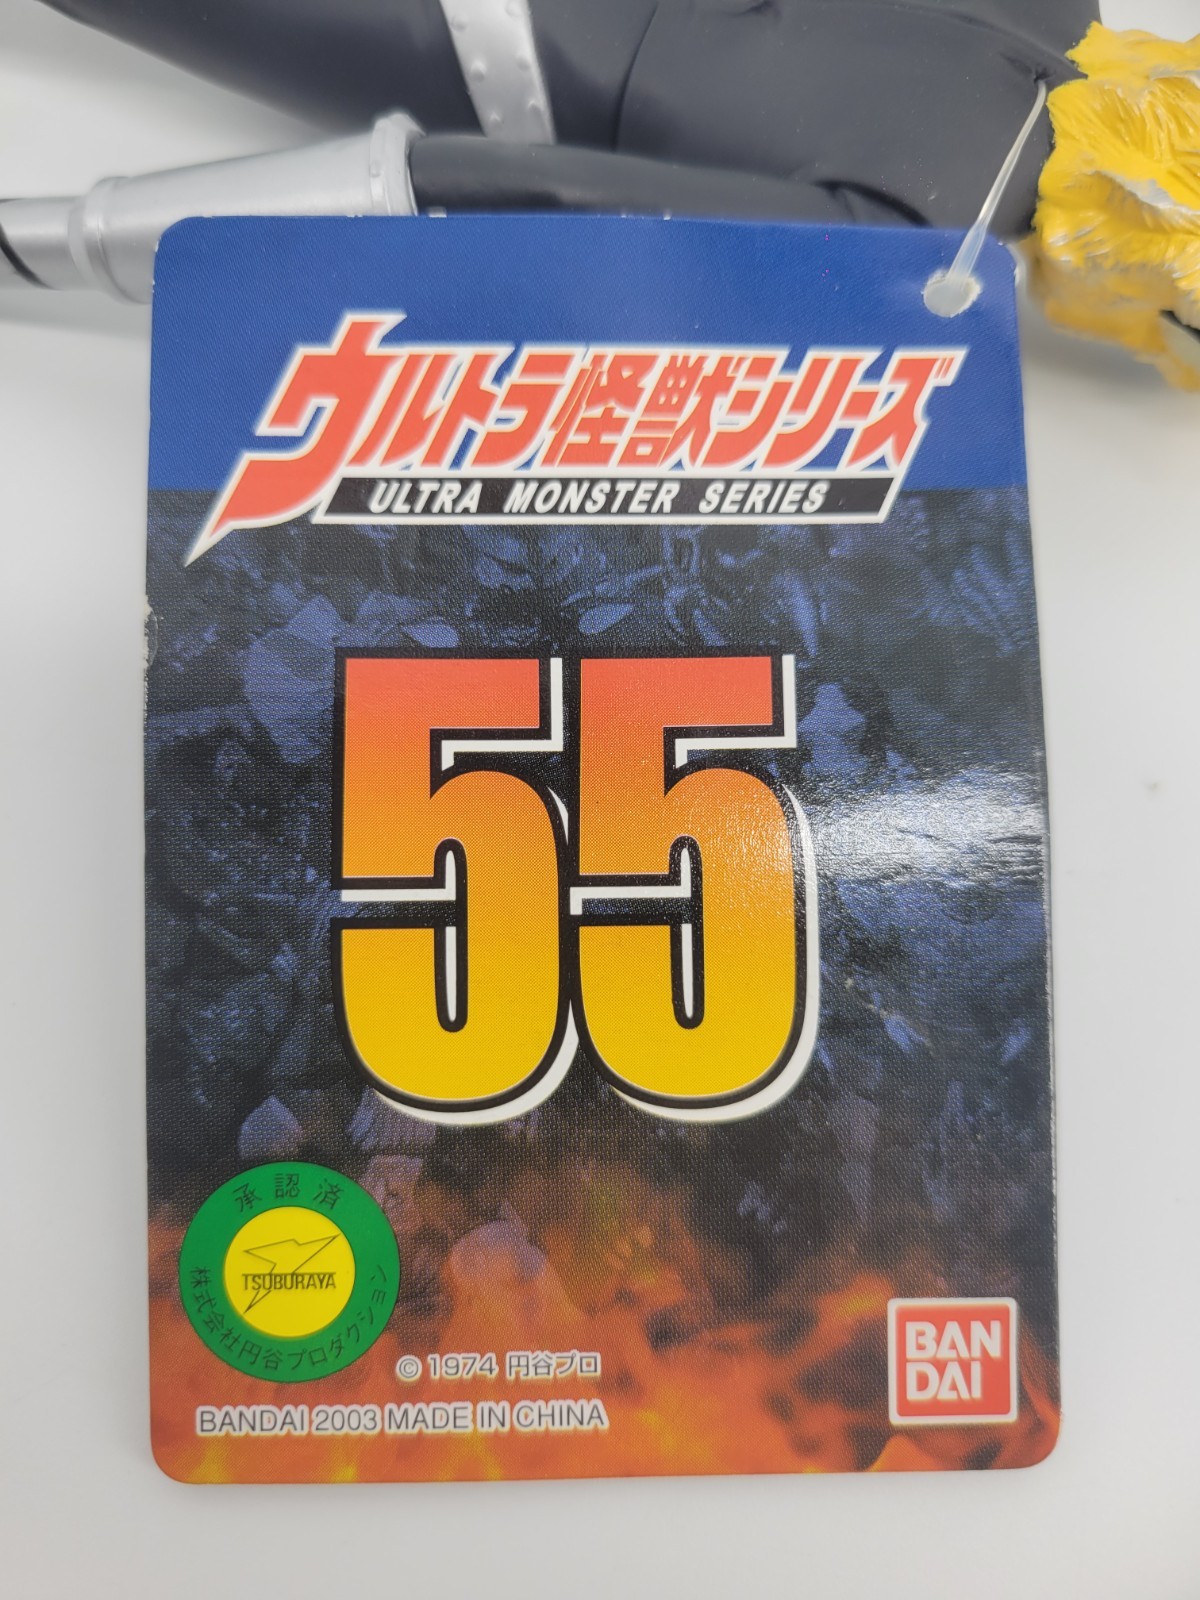 ウルトラ怪獣シリーズ
ULTRA MONSTER SERIES
55
承認済
TSUBURAYA
株式会社円谷プロダクション
© 1974 円谷プロ
BANDAI 2003 MADE IN CHINA
BAN
DAI